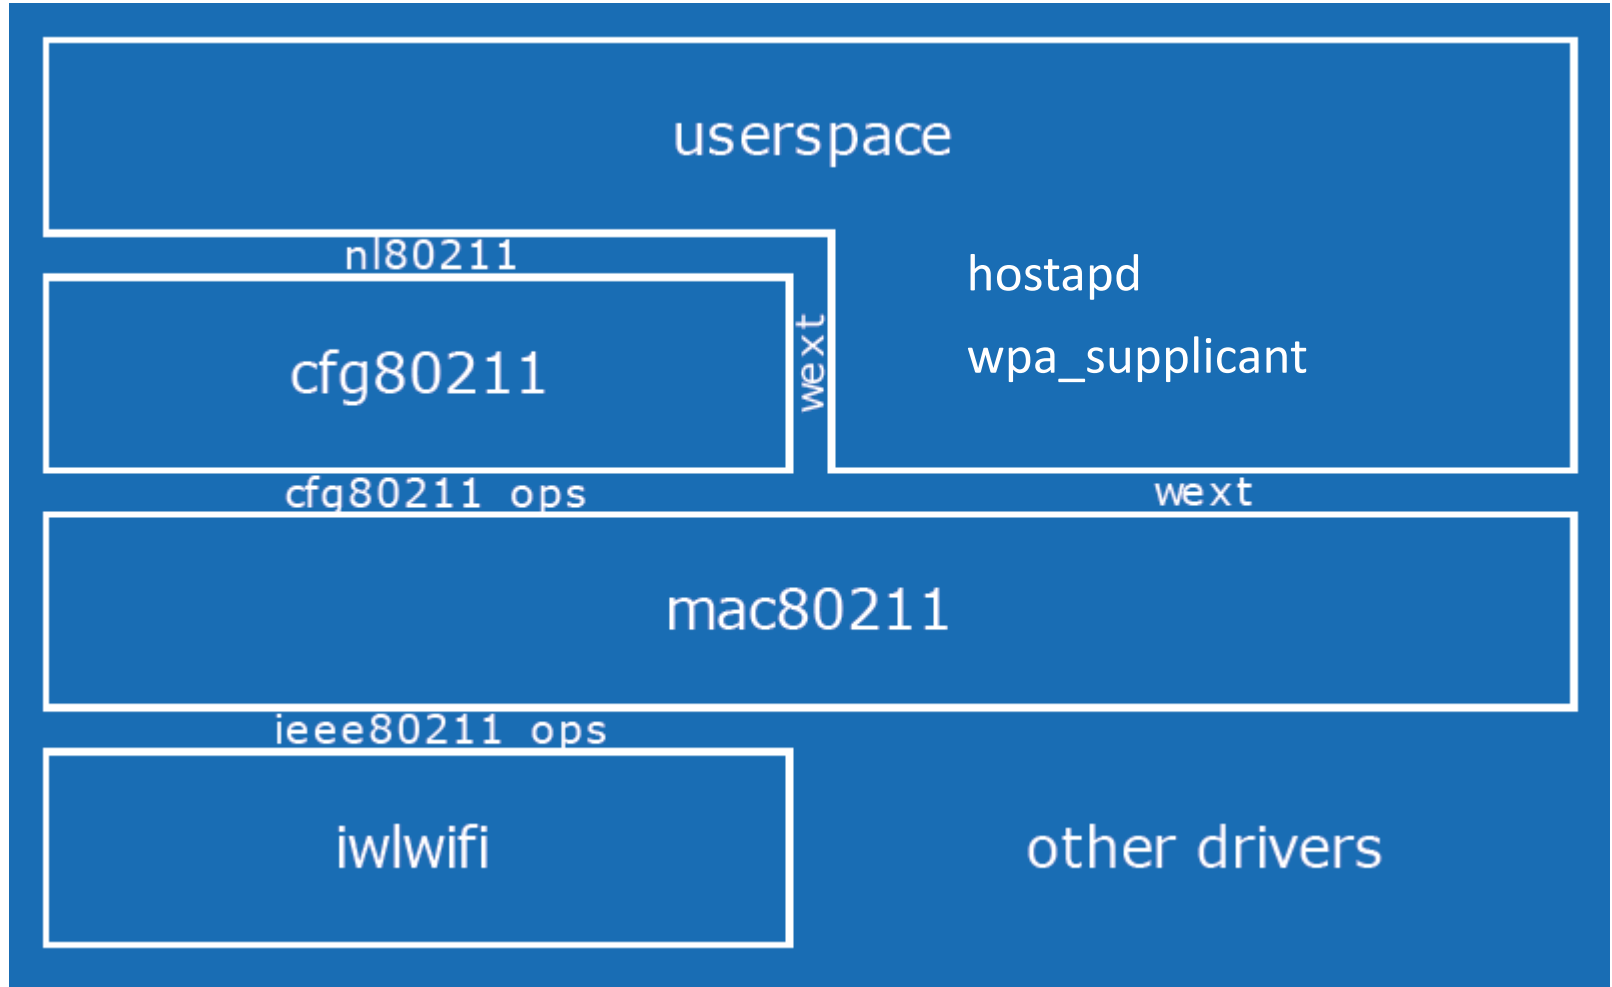 userspace
nl80211
hostapd
cfg80211
wext
wpa_supplicant
cfg80211 ops
wext
mac80211
ieee80211 ops
iwlwifi
other drivers